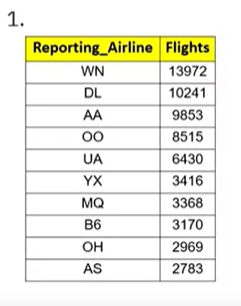 1.
Reporting_Airline Flights
WN 13972
DL 10241
AA 9853
OO 8515
UA 6430
YX 3416
MQ 3368
B6 3170
OH 2969
AS 2783